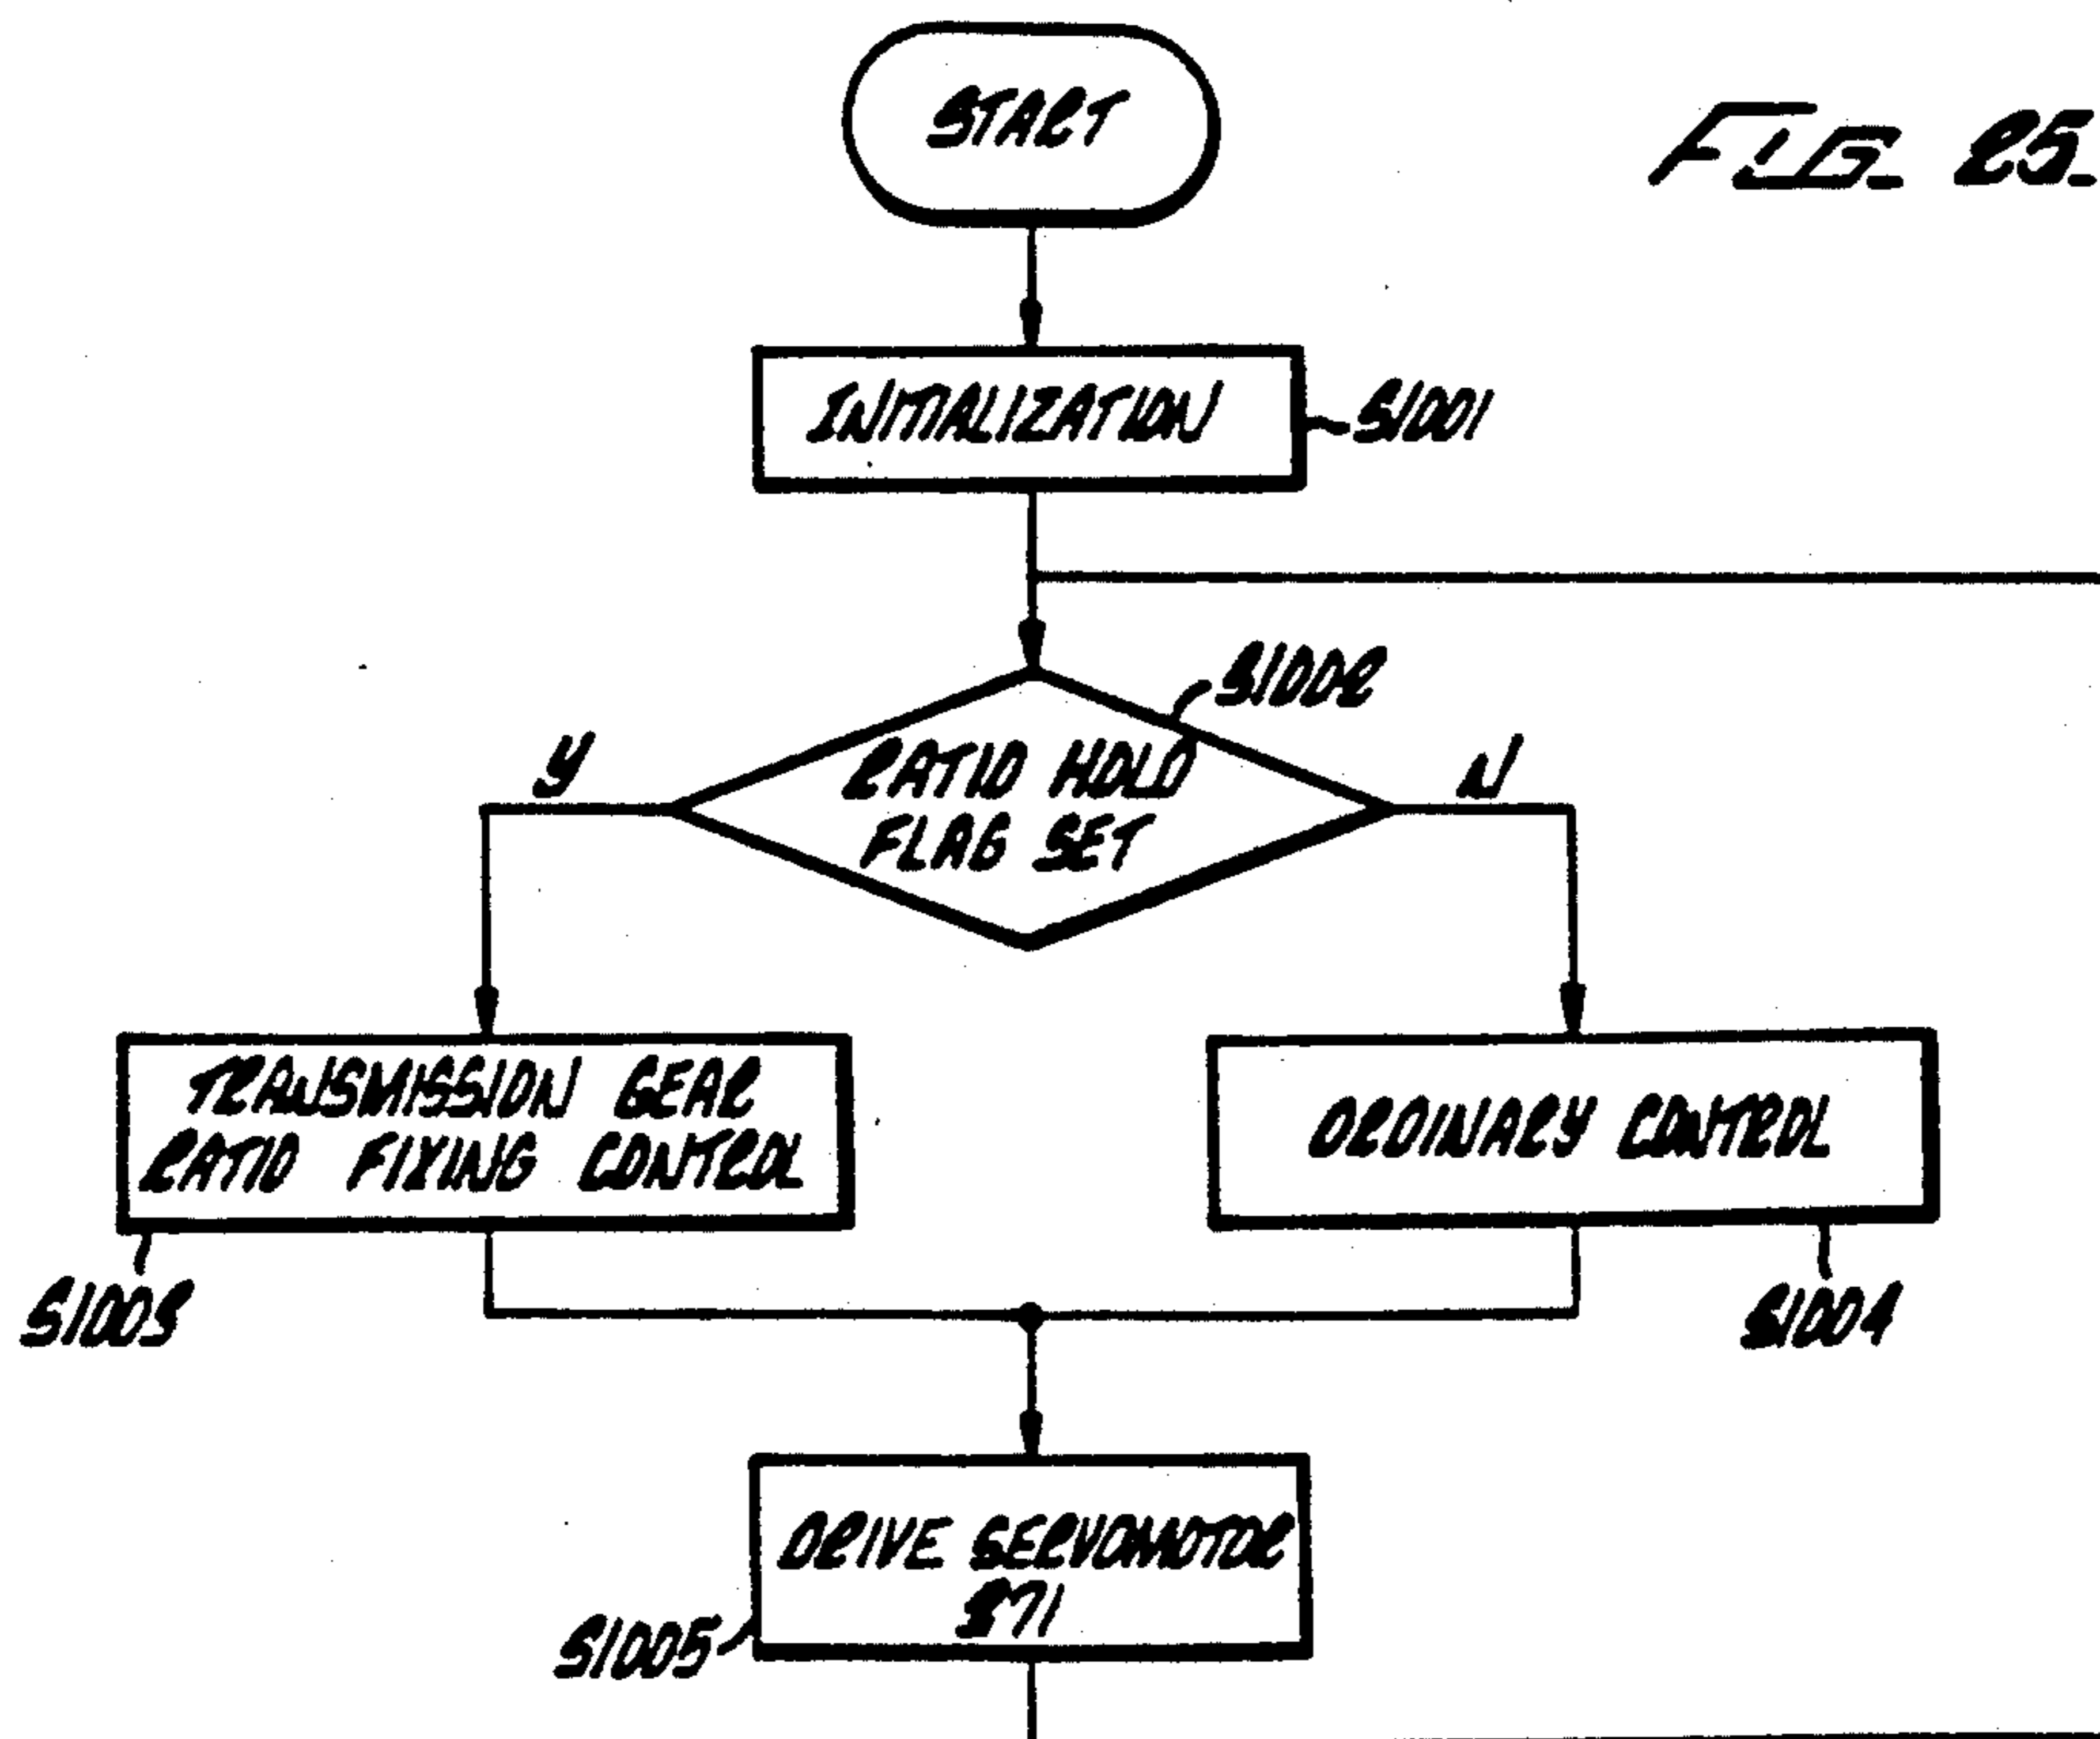 START
FIG. 25.
INITIALIZATION
S1001
S1002
Y
RATIO HOLD
FLAG SET
N
TRANSMISSION GEAR
RATIO FIXING CONTROL
ORDINARY CONTROL
S1003
S1004
DRIVE SERVOMOTOR
S1005